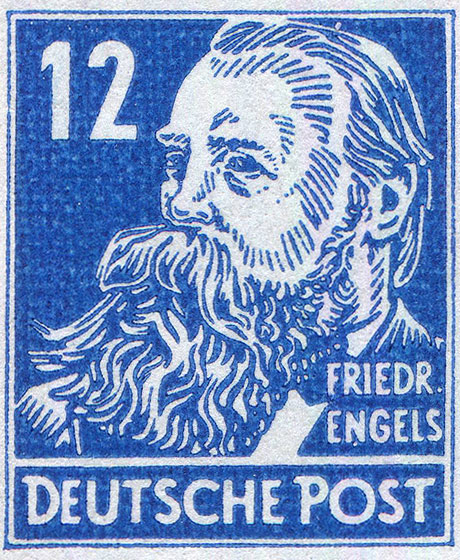 12
FRIEDR.
ENGELS
DEUTSCHE POST